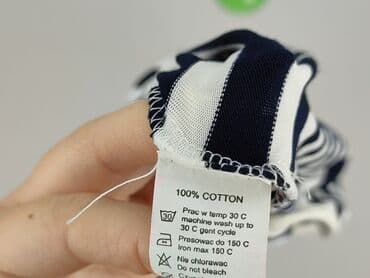 100% COTTON
30
Prac w temp 30 C
machine wash up to
30 C gent cycle
Prasowac do 150 C
Iron max 150 C
Nie chlorowac
Do not bleach